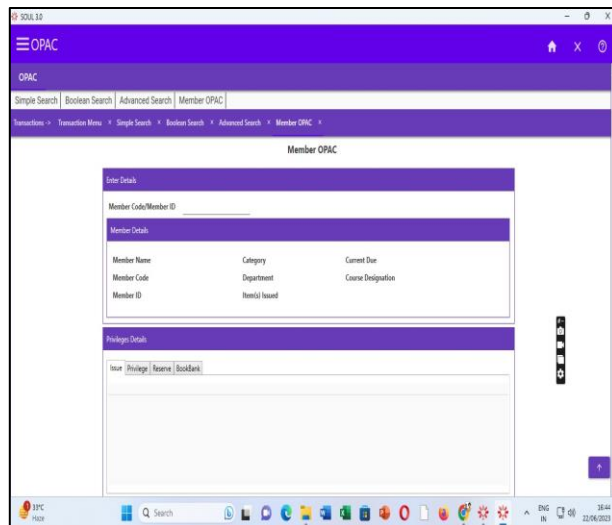 SOUL 3.0
OPAC
OPAC
Simple Search Boolean Search Advanced Search Member OPAC
Transactions -> Transaction Menu × Simple Search × Boolean Search × Advanced Search × Member OPAC ×
Member OPAC
Enter Details
Member Code/Member ID
Member Details
Member Name Category Current Due
Member Code Department Course Designation
Member ID Item(s) Issued
Privileges Details
Issue Privilege Reserve BookBank
33°C
Haze
Search
ENG
IN
16:44
22/06/2023